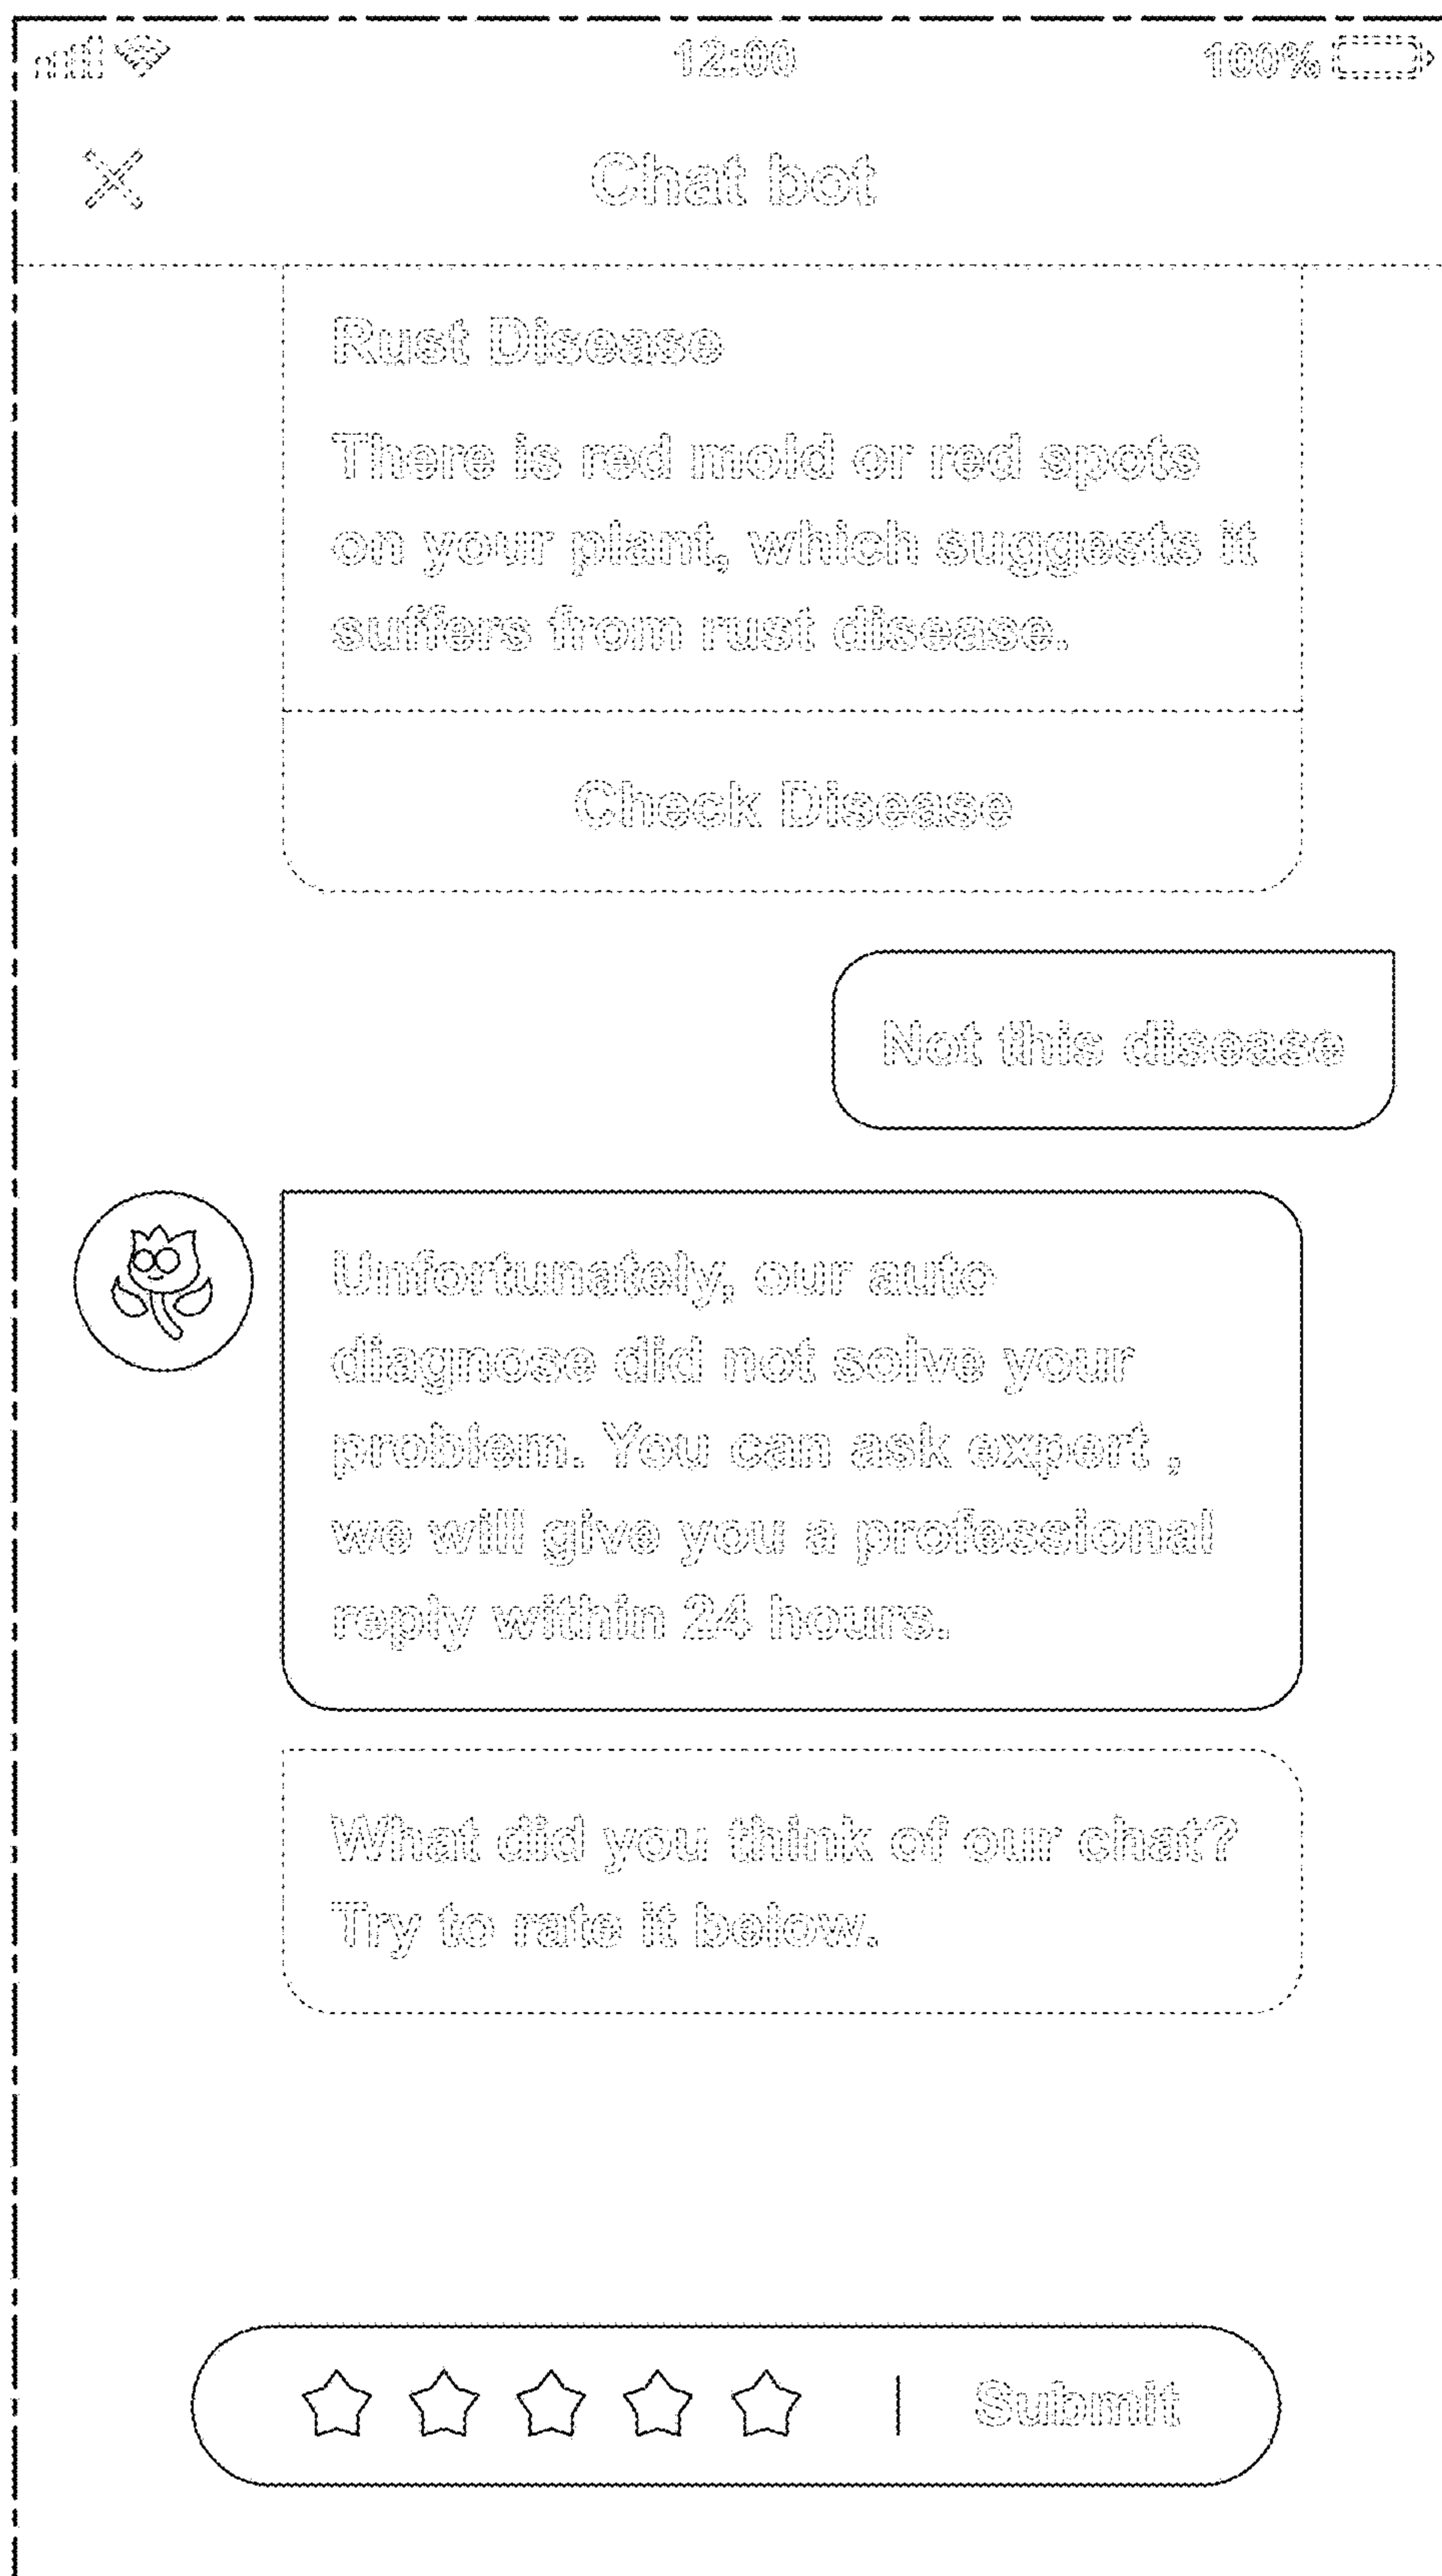 12:00 100%
Chat bot
Rust Disease
There is red mold or red spots
on your plant, which suggests it
suffers from rust disease.
Check Disease
Not this disease
Unfortunately, our auto
diagnose did not solve your
problem. You can ask expert ,
we will give you a professional
reply within 24 hours.
What did you think of our chat?
Try to rate it below.
Submit